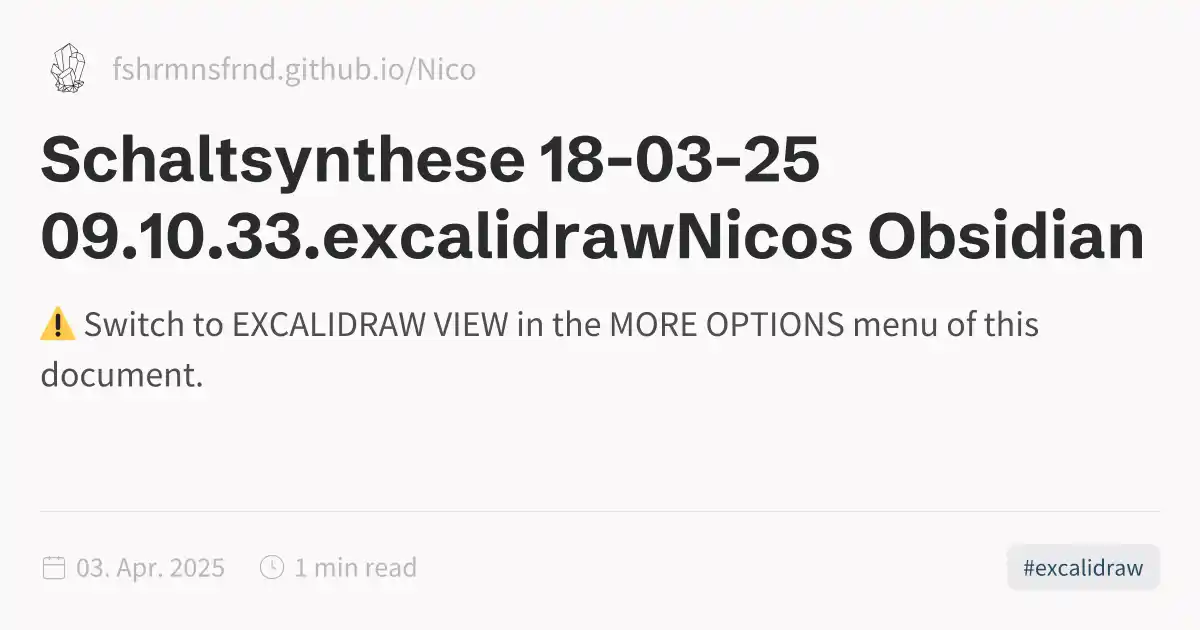 fshrmnsfrnd.github.io/Nico
Schaltsynthese 18-03-25
09.10.33.excalidrawNicos Obsidian
⚠️ Switch to EXCALIDRAW VIEW in the MORE OPTIONS menu of this
document.
03. Apr. 2025 1 min read
#excalidraw